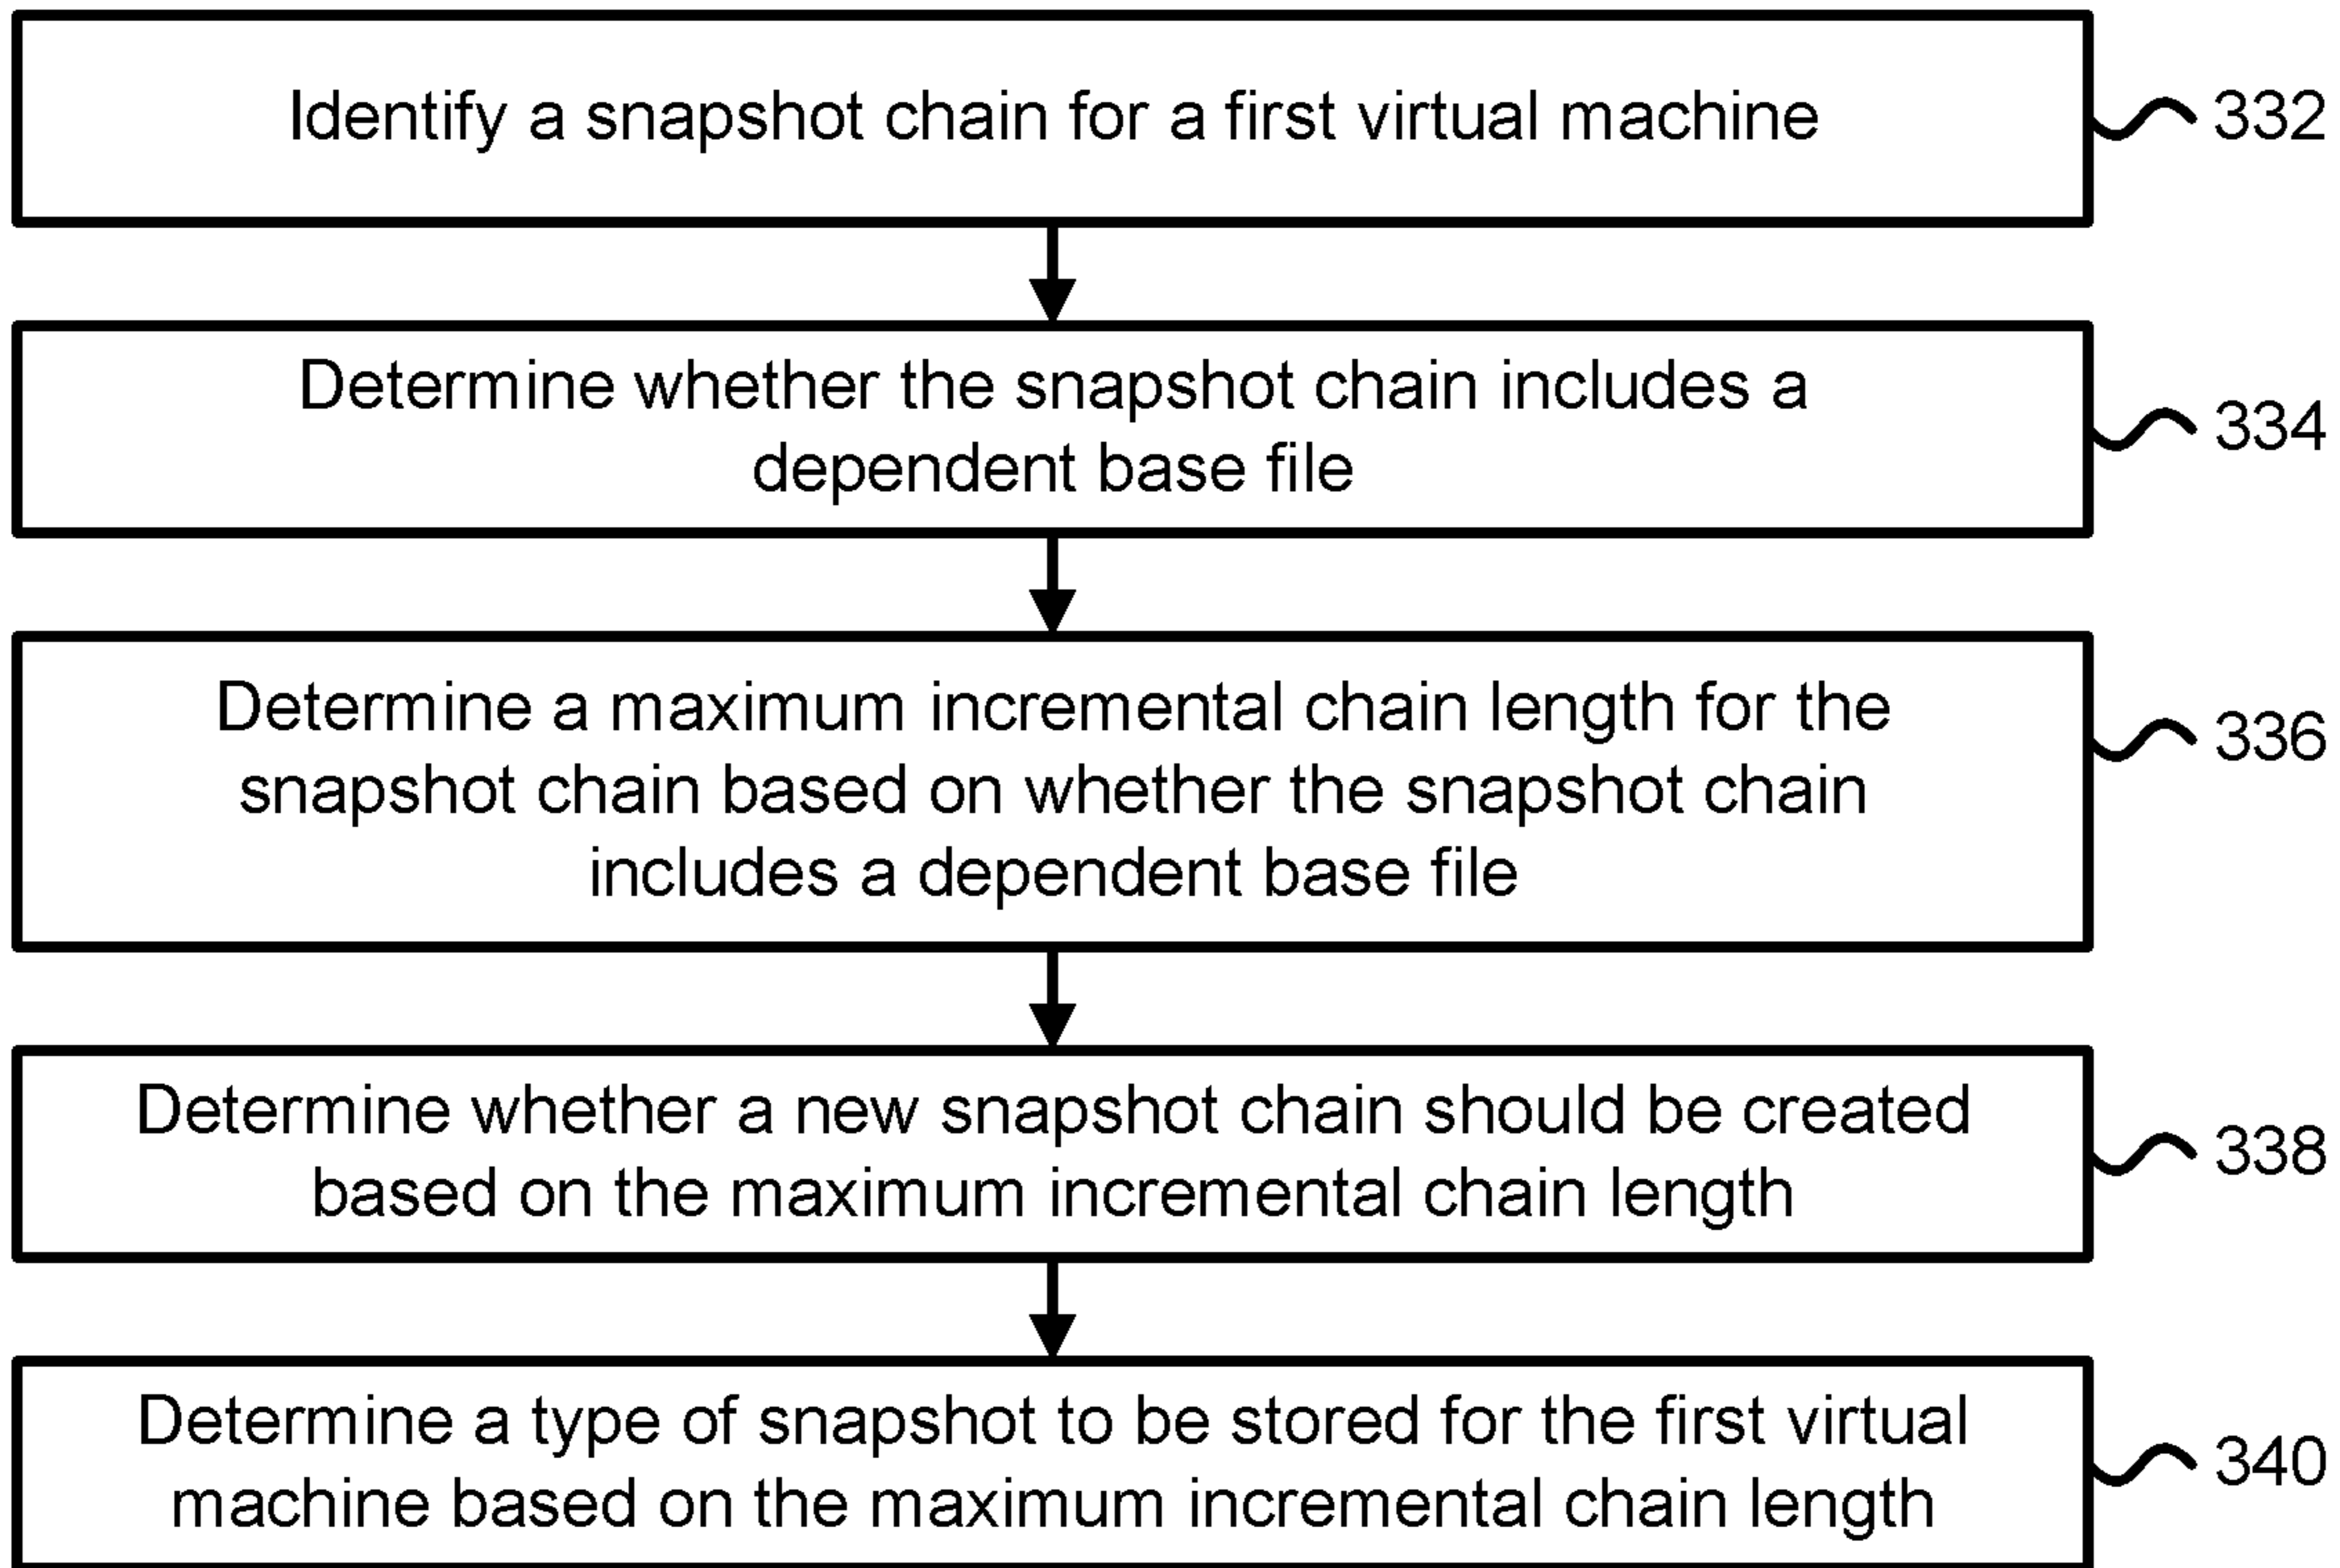 Identify a snapshot chain for a first virtual machine
332
Determine whether the snapshot chain includes a
dependent base file
334
Determine a maximum incremental chain length for the
snapshot chain based on whether the snapshot chain
includes a dependent base file
336
Determine whether a new snapshot chain should be created
based on the maximum incremental chain length
338
Determine a type of snapshot to be stored for the first virtual
machine based on the maximum incremental chain length
340